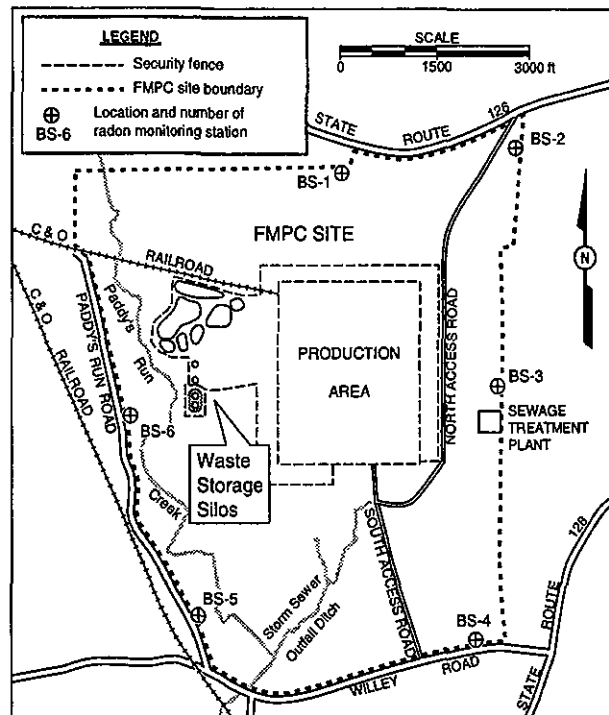 LEGEND
Security fence
FMPC site boundary
Location and number of
radon monitoring station
BS-6
SCALE
0
1500
3000 ft
STATE
ROUTE
126
BS-2
BS-1
FMPC SITE
N
C & O
RAILROAD
C & O
RAILROAD
PADDY'S RUN ROAD
Paddy's
Run
Creek
PRODUCTION
AREA
NORTH ACCESS ROAD
BS-3
SEWAGE
TREATMENT
PLANT
BS-6
Waste
Storage
Silos
BS-5
Storm Sewer
Outfall Ditch
SOUTH ACCESS ROAD
BS-4
WILLEY
ROAD
STATE
ROUTE
128